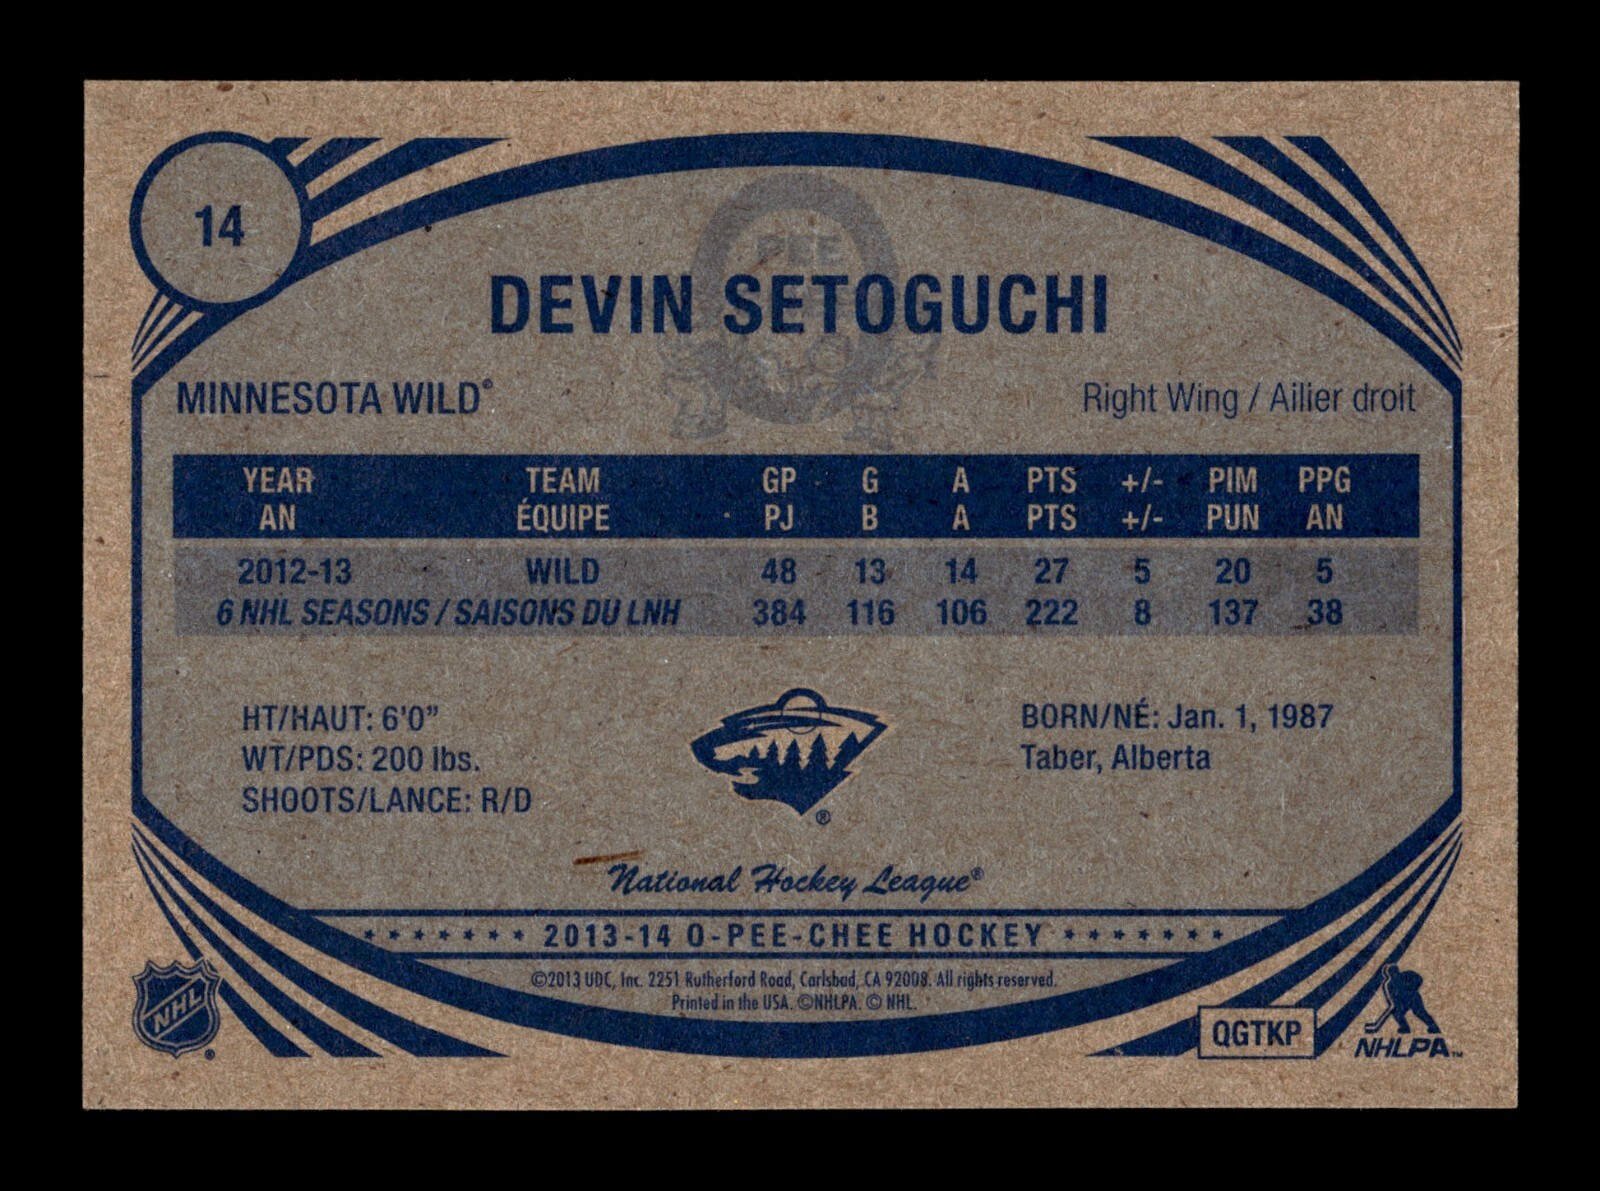 14
PEE
DEVIN SETOGUCHI
MINNESOTA WILD®
Right Wing / Ailier droit
YEAR TEAM GP G A PTS +/- PIM PPG
AN ÉQUIPE PJ B A PTS +/- PUN AN
2012-13 WILD 48 13 14 27 5 20 5
6 NHL SEASONS / SAISONS DU LNH 384 116 106 222 8 137 38
HT/HAUT: 6'0”
WT/PDS: 200 lbs.
SHOOTS/LANCE: R/D
BORN/NÉ: Jan. 1, 1987
Taber, Alberta
®
National Hockey League®
2013-14 O-PEE-CHEE HOCKEY
©2013 UDC, Inc. 2251 Rutherford Road, Carlsbad, CA 92008. All rights reserved.
Printed in the USA. ©NHLPA. © NHL.
NHL®
QGTKP
NHLPA™